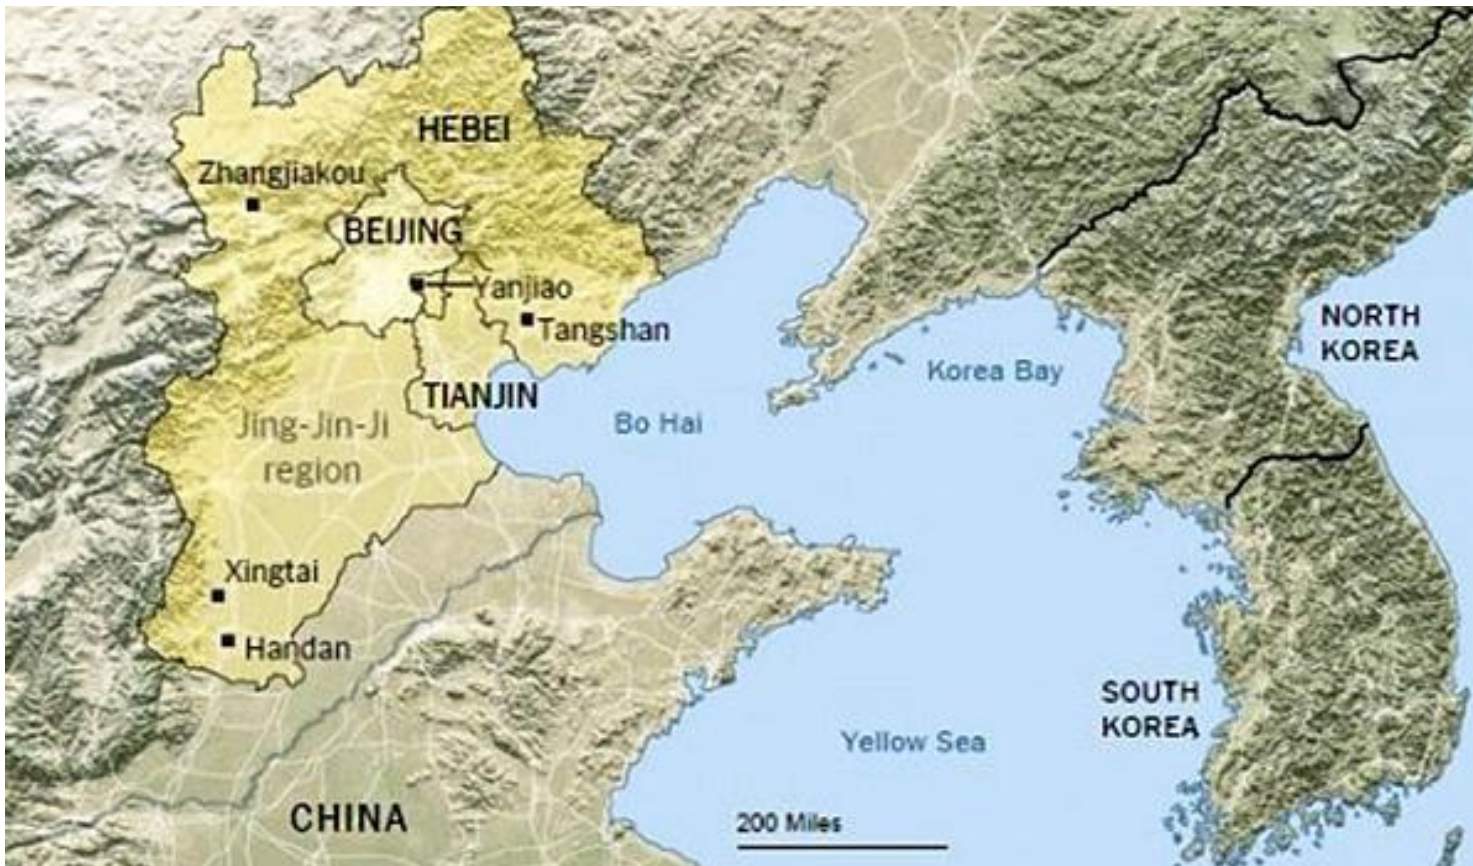 HEBEI
Zhangjiakou
BEIJING
Yanjiao
Tangshan
TIANJIN
Jing-Jin-Ji
region
Bo Hai
Korea Bay
NORTH
KOREA
Xingtai
Handan
SOUTH
KOREA
Yellow Sea
CHINA
200 Miles